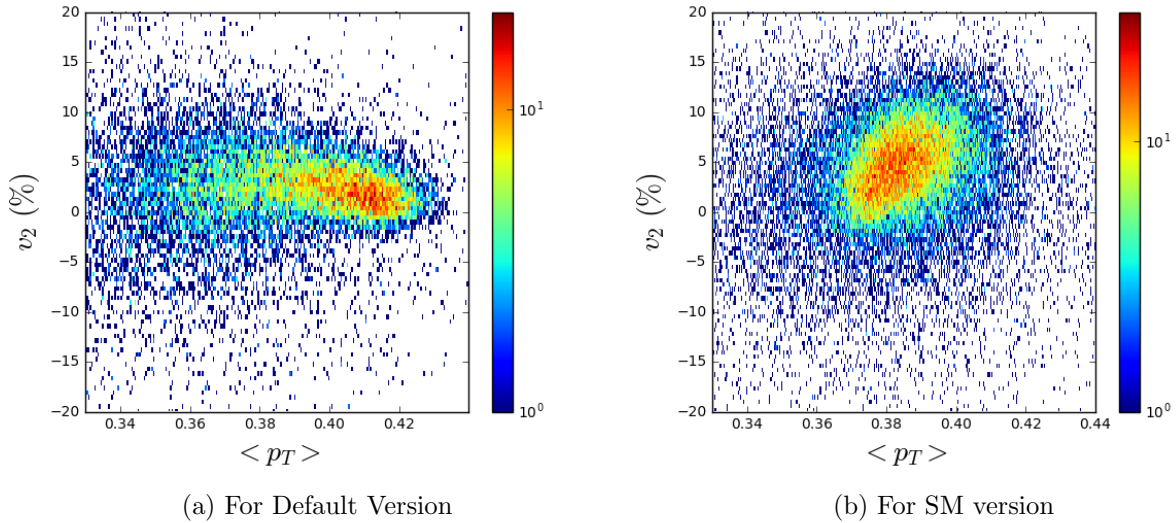 20
15
10
5
0
−5
−10
−15
−20
v₂ (%)
0.34 0.36 0.38 0.40 0.42
< p_T >
10¹
10⁰
(a) For Default Version
20
15
10
5
0
−5
−10
−15
−20
v₂ (%)
0.34 0.36 0.38 0.40 0.42 0.44
< p_T >
10¹
10⁰
(b) For SM version